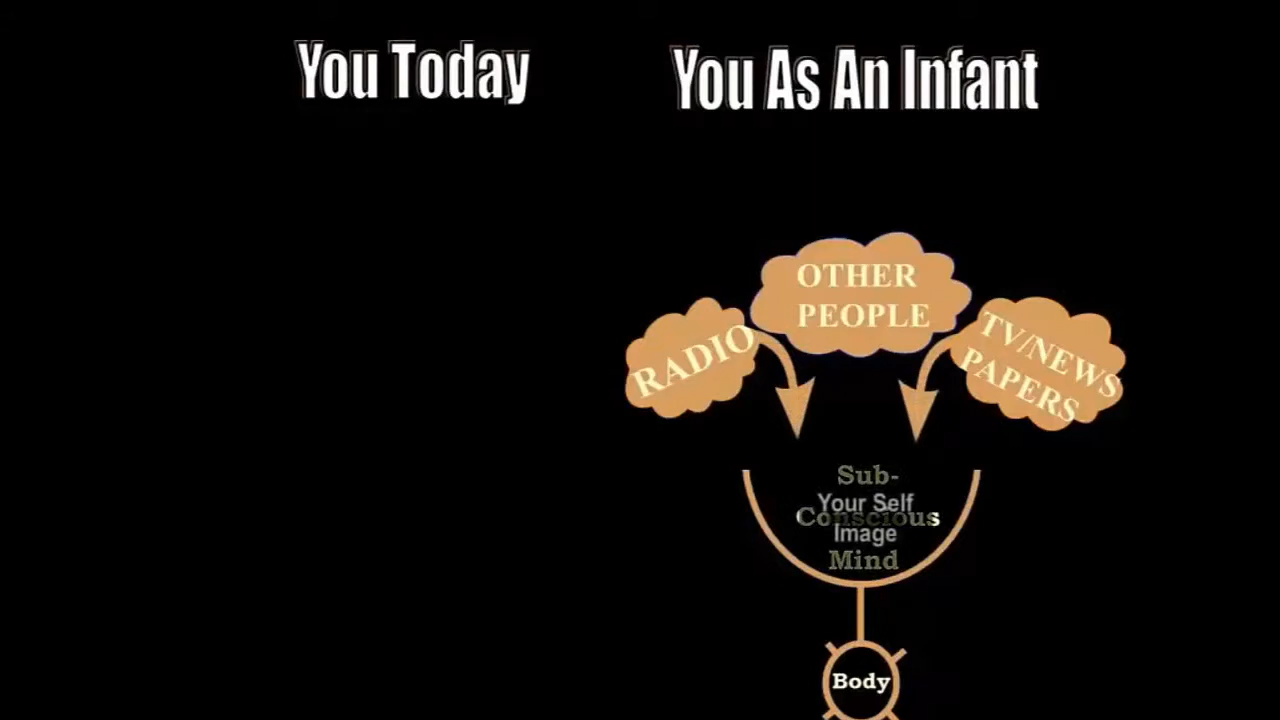 You Today
You As An Infant
OTHER
PEOPLE
RADIO
TV/NEWS
PAPERS
Sub-
Conscious
Mind
Your Self
Image
Body